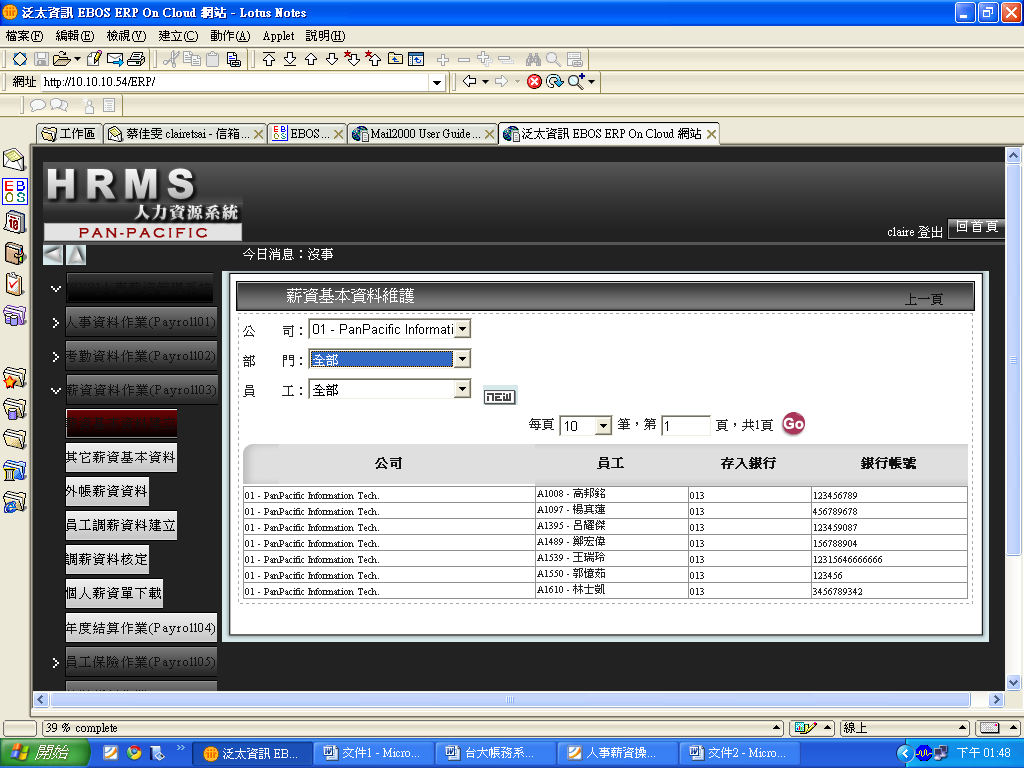 泛太資訊 EBOS ERP On Cloud 網站 - Lotus Notes
檔案(F) 編輯(E) 檢視(V) 建立(C) 動作(A) Applet 說明(H)
網址 http://10.10.10.54/ERP/
工作區 蔡佳雯 clairetsai - 信箱... EBOS... Mail2000 User Guide... 泛太資訊 EBOS ERP On Cloud 網站
HRMS
人力資源系統
PAN-PACIFIC
claire 登出 回首頁
今日消息：沒事
薪資基本資料維護 上一頁
人事資料作業(Payroll01)
考勤資料作業(Payroll02)
薪資資料作業(Payroll03)
其它薪資基本資料
外帳薪資資料
員工調薪資料建立
調薪資料核定
個人薪資單下載
年度結算作業(Payroll04)
員工保險作業(Payroll05)
公 司： 01 - PanPacific Informati
部 門： 全部
員 工： 全部 NEW
每頁 10 筆，第 1 頁，共1頁 Go
公司 員工 存入銀行 銀行帳號
01 - PanPacific Information Tech. A1008 - 高邦銘 013 123456789
01 - PanPacific Information Tech. A1097 - 楊真蓮 013 456789678
01 - PanPacific Information Tech. A1395 - 呂耀傑 013 123459087
01 - PanPacific Information Tech. A1489 - 鄭宏偉 013 156788904
01 - PanPacific Information Tech. A1539 - 王瑞玲 013 12315646666666
01 - PanPacific Information Tech. A1550 - 郭憶茹 013 123456
01 - PanPacific Information Tech. A1610 - 林士凱 013 3456789342
39 % complete 線上
開始 泛太資訊 EB... 文件1 - Micro... 台大帳務系... 人事薪資操... 文件2 - Micro... 下午 01:48